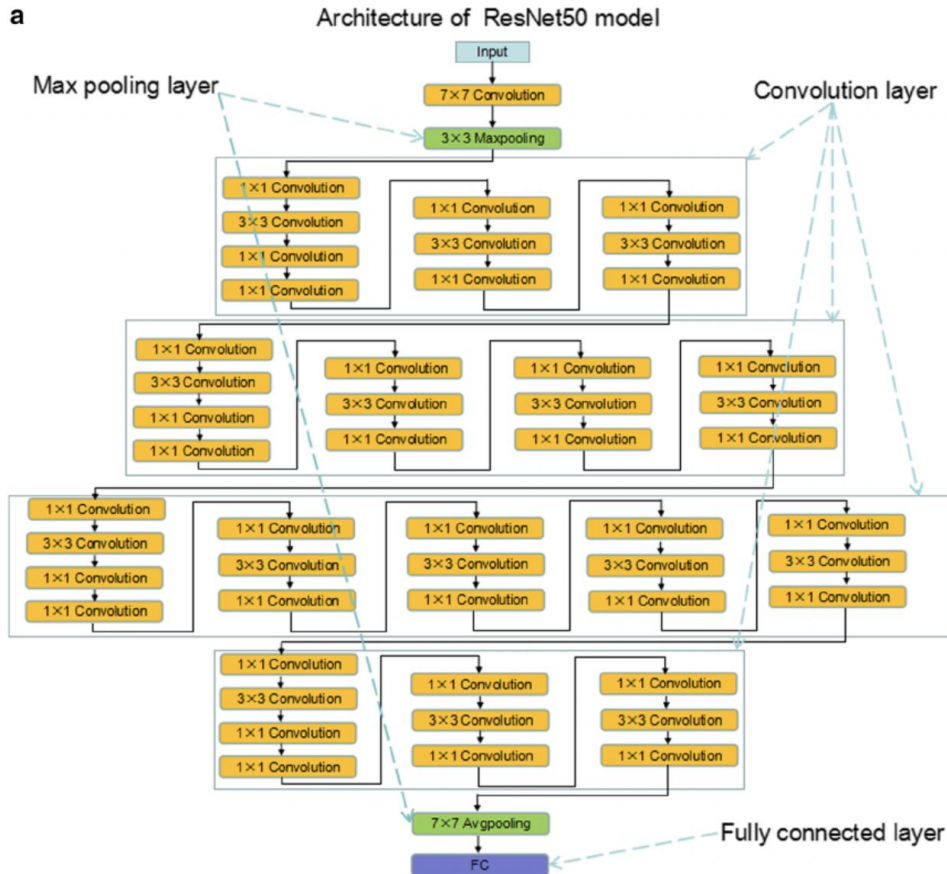 a
Architecture of ResNet50 model
Input
Max pooling layer
7×7 Convolution
Convolution layer
3×3 Maxpooling
1×1 Convolution
3×3 Convolution
1×1 Convolution
1×1 Convolution
1×1 Convolution
3×3 Convolution
1×1 Convolution
1×1 Convolution
3×3 Convolution
1×1 Convolution
1×1 Convolution
3×3 Convolution
1×1 Convolution
1×1 Convolution
1×1 Convolution
3×3 Convolution
1×1 Convolution
1×1 Convolution
3×3 Convolution
1×1 Convolution
1×1 Convolution
3×3 Convolution
1×1 Convolution
1×1 Convolution
3×3 Convolution
1×1 Convolution
1×1 Convolution
1×1 Convolution
3×3 Convolution
1×1 Convolution
1×1 Convolution
3×3 Convolution
1×1 Convolution
1×1 Convolution
3×3 Convolution
1×1 Convolution
1×1 Convolution
3×3 Convolution
1×1 Convolution
1×1 Convolution
3×3 Convolution
1×1 Convolution
1×1 Convolution
1×1 Convolution
3×3 Convolution
1×1 Convolution
1×1 Convolution
3×3 Convolution
1×1 Convolution
7×7 Avgpooling
Fully connected layer
FC